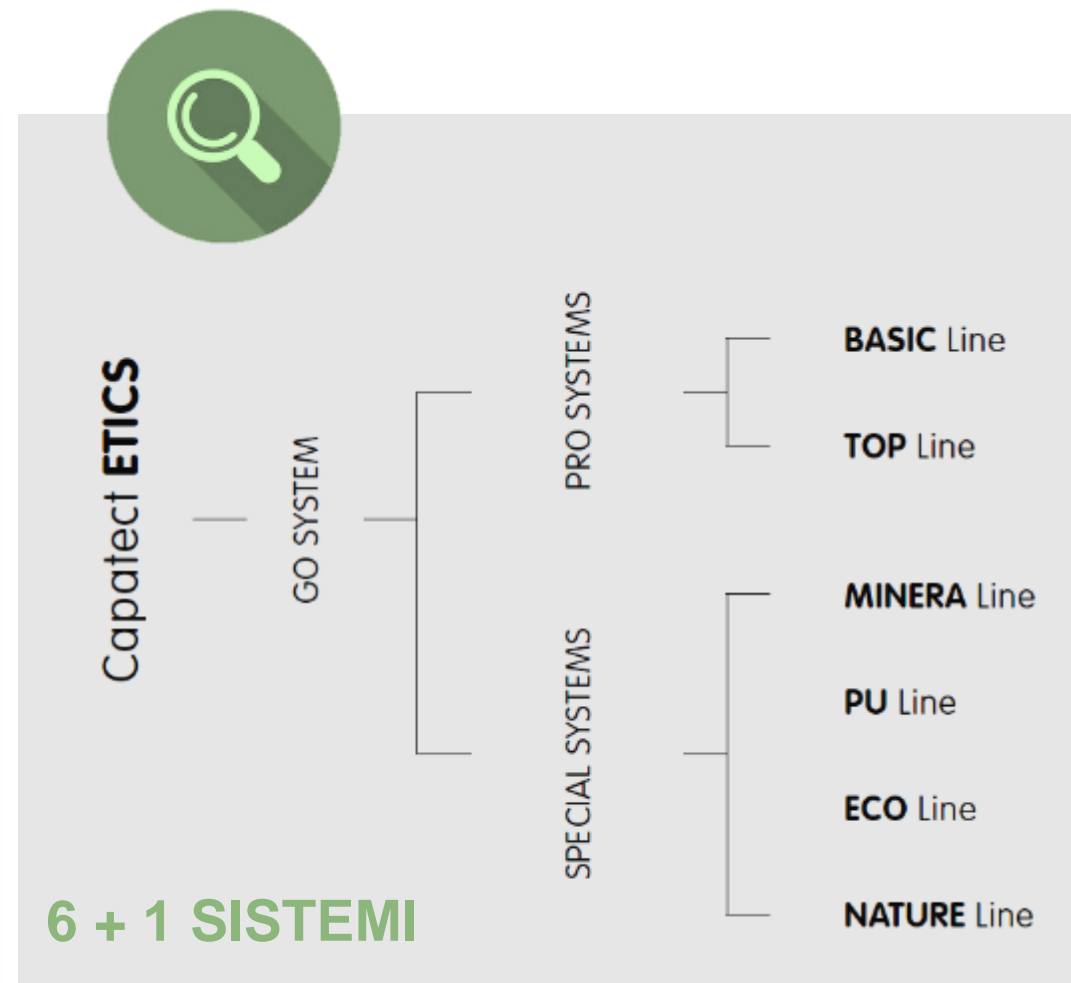 Capatect ETICS
GO SYSTEM
PRO SYSTEMS
BASIC Line
TOP Line
SPECIAL SYSTEMS
MINERA Line
PU Line
ECO Line
NATURE Line
6 + 1 SISTEMI